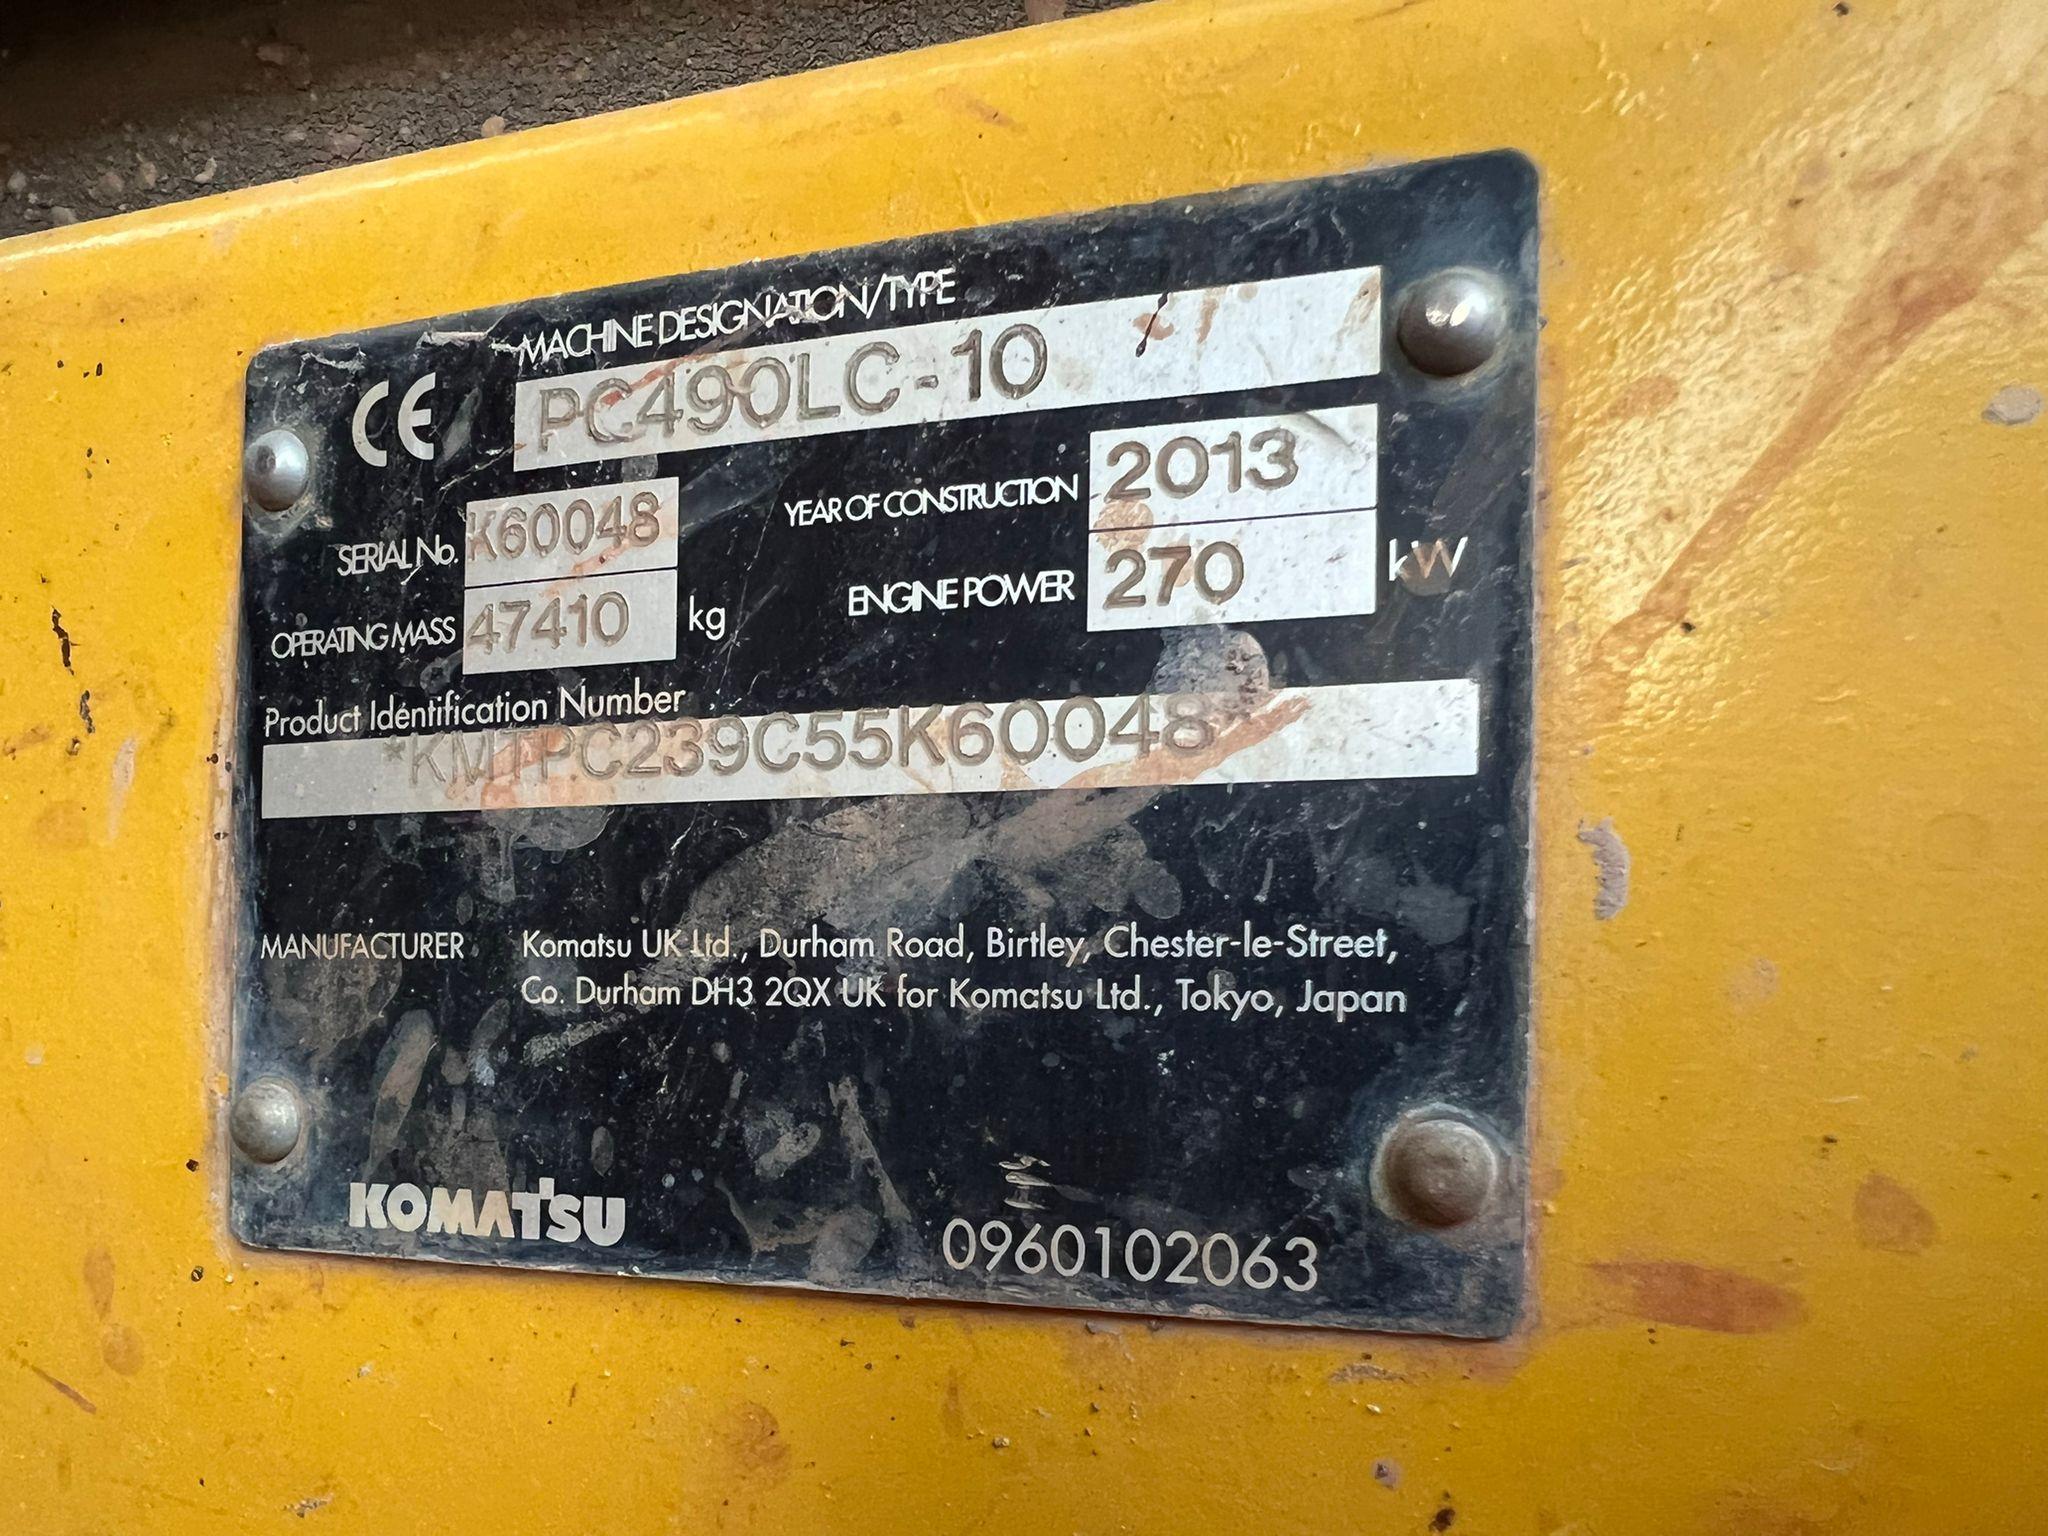 MACHINE DESIGNATION/TYPE
CE PC490LC-10
SERIAL No. K60048 YEAR OF CONSTRUCTION 2013
OPERATING MASS 47410 kg ENGINE POWER 270 kW
Product Identification Number
*KMTPC239C55K60048*
MANUFACTURER Komatsu UK Ltd., Durham Road, Birtley, Chester-le-Street,
Co. Durham DH3 2QX UK for Komatsu Ltd., Tokyo, Japan
KOMATSU 0960102063